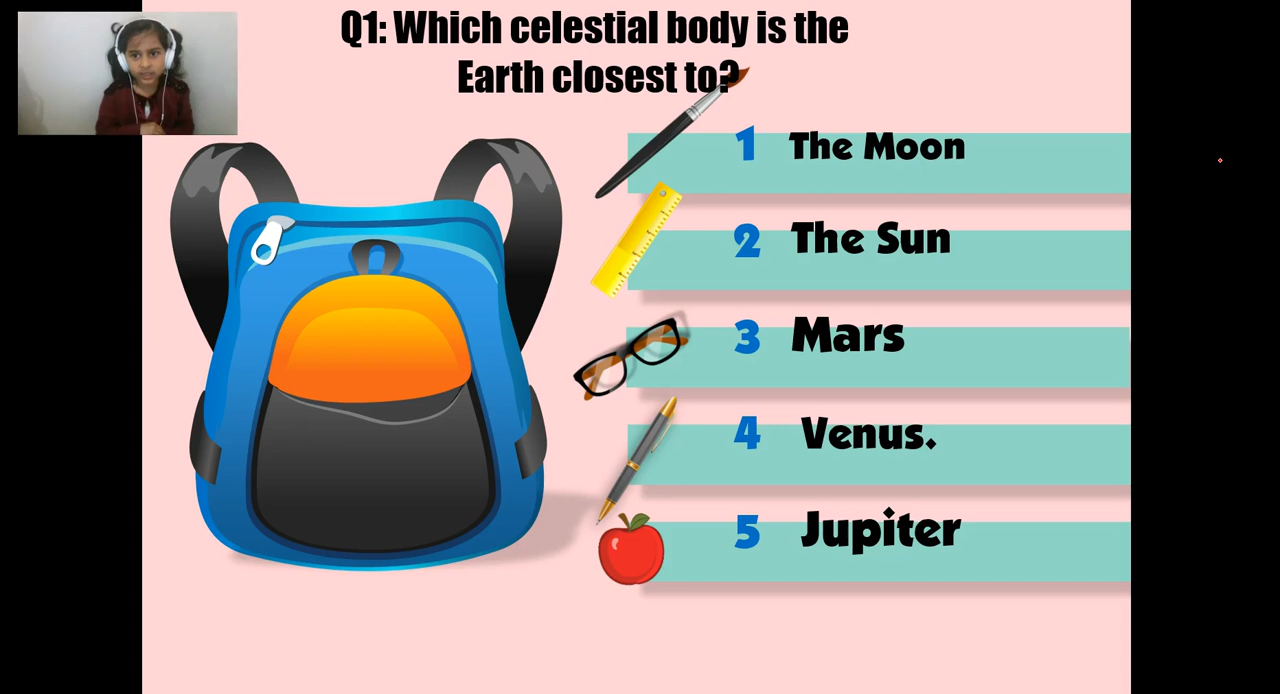 Q1: Which celestial body is the
Earth closest to?
1 The Moon
2 The Sun
3 Mars
4 Venus.
5 Jupiter